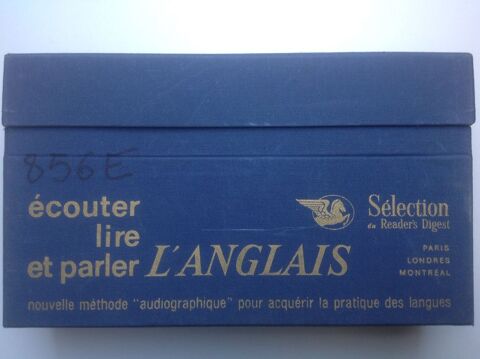 856E
écouter
lire
et parler L'ANGLAIS
Sélection
du Reader's Digest
PARIS
LONDRES
MONTRÉAL
nouvelle méthode "audiographique" pour acquérir la pratique des langues